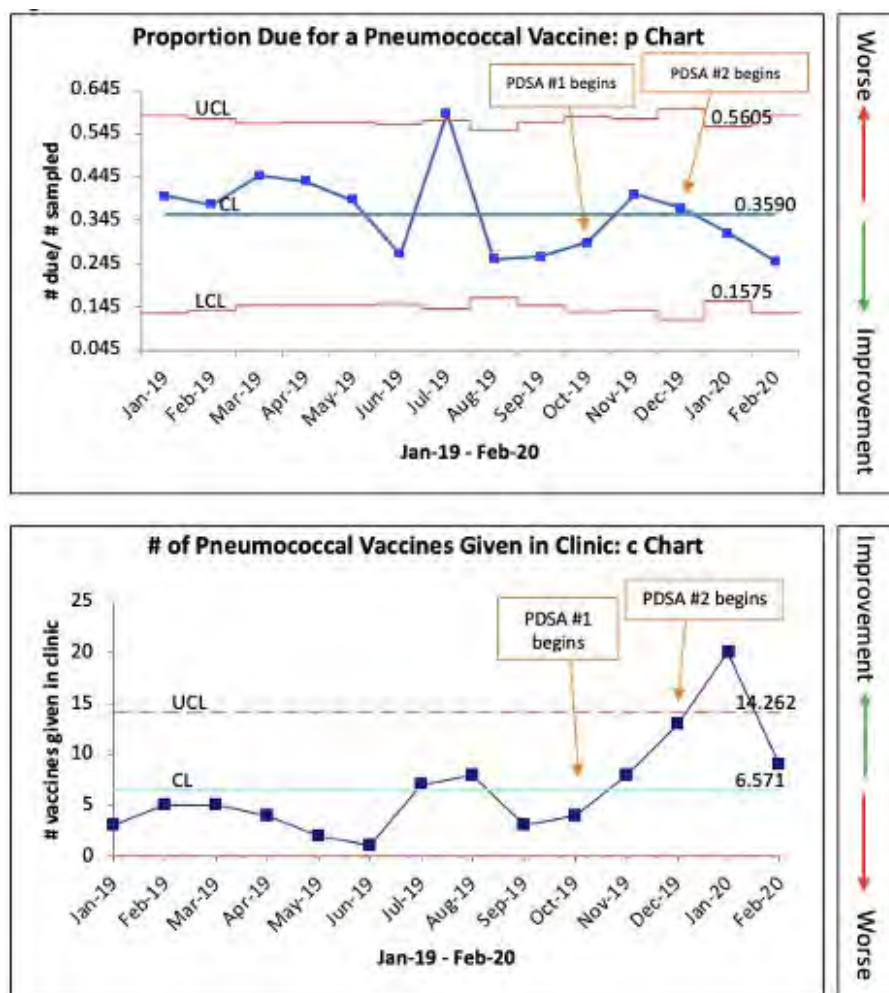 Proportion Due for a Pneumococcal Vaccine: p Chart
PDSA #1 begins
PDSA #2 begins
# due/ # sampled
0.645
0.545
0.445
0.345
0.245
0.145
0.045
UCL
CL
LCL
0.5605
0.3590
0.1575
Jan-19
Feb-19
Mar-19
Apr-19
May-19
Jun-19
Jul-19
Aug-19
Sep-19
Oct-19
Nov-19
Dec-19
Jan-20
Feb-20
Jan-19 - Feb-20
Worse
Improvement
# of Pneumococcal Vaccines Given in Clinic: c Chart
PDSA #1
begins
PDSA #2 begins
# vaccines given in clinic
25
20
15
10
5
0
UCL
CL
14.262
6.571
Jan-19
Feb-19
Mar-19
Apr-19
May-19
Jun-19
Jul-19
Aug-19
Sep-19
Oct-19
Nov-19
Dec-19
Jan-20
Feb-20
Jan-19 - Feb-20
Improvement
Worse